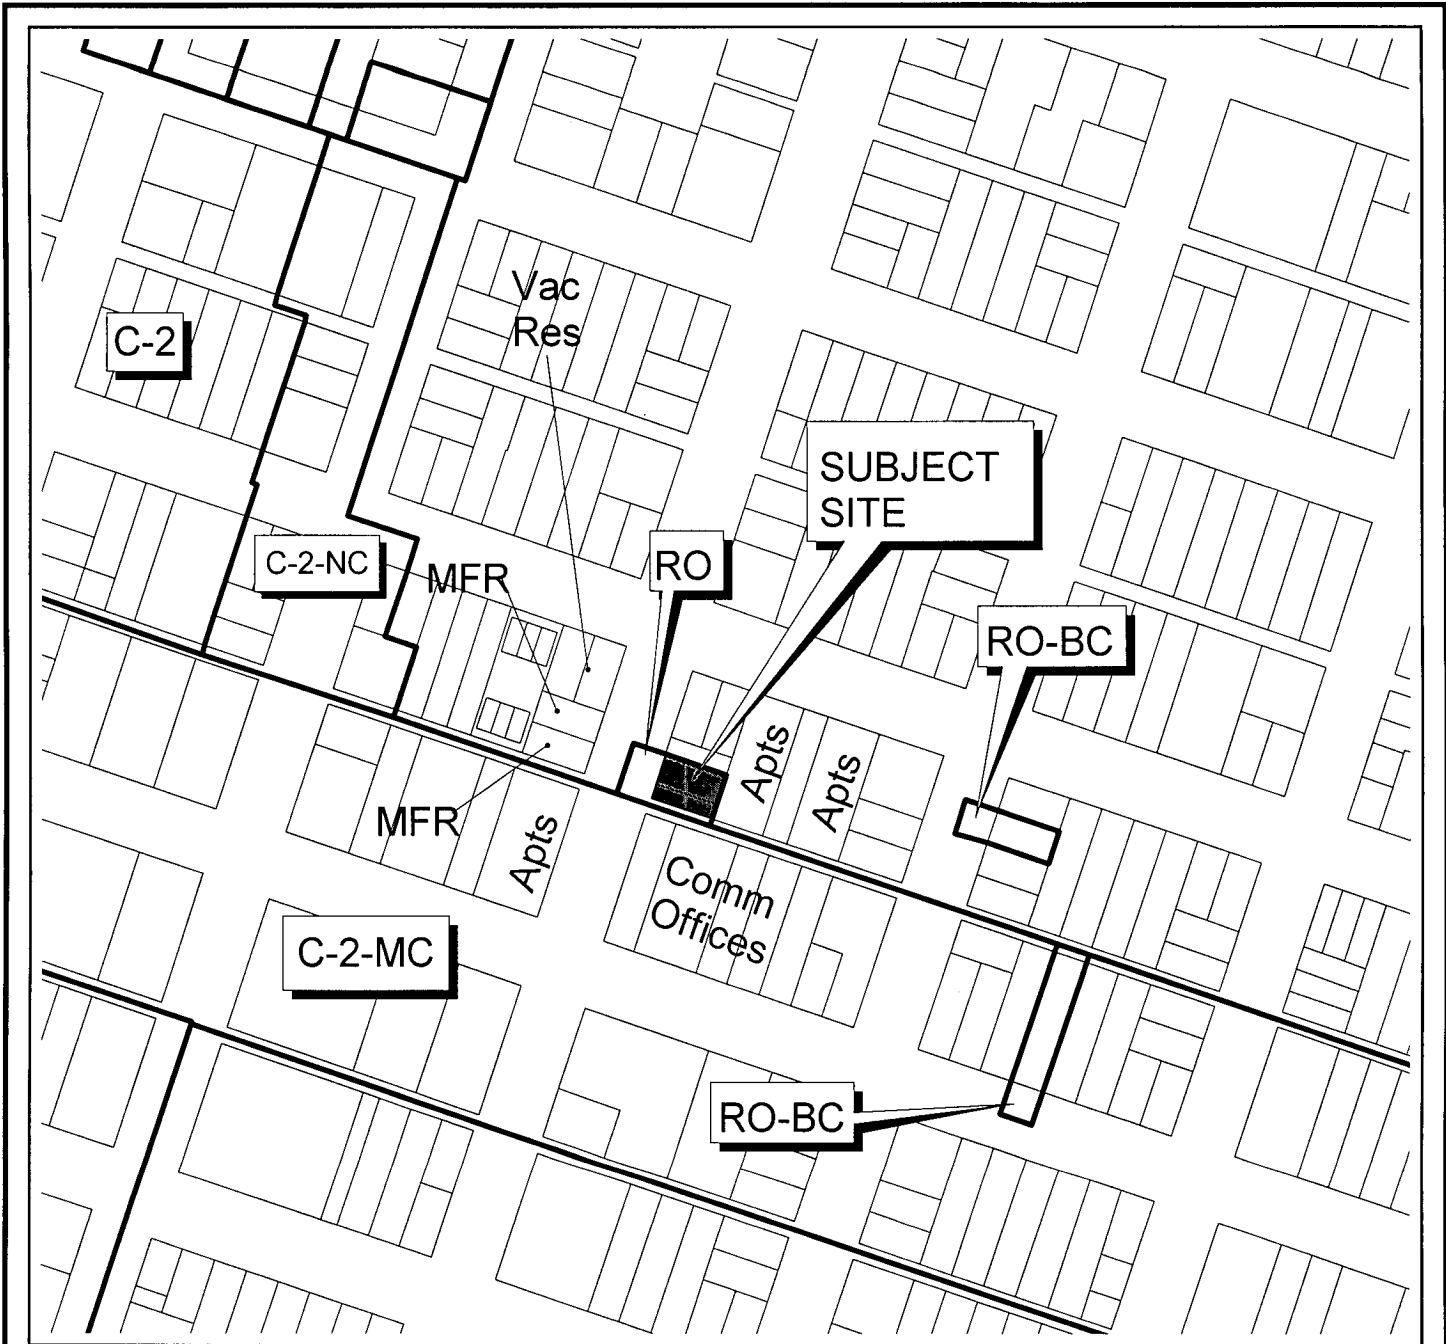 Vac
Res
C-2
SUBJECT
SITE
C-2-NC
MFR
RO
RO-BC
Apts
Apts
MFR
Apts
Comm
Offices
C-2-MC
RO-BC